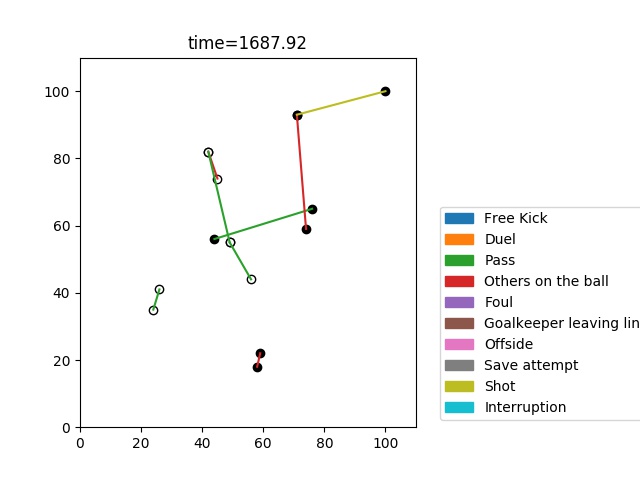 time=1687.92
100
80
60
40
20
0
0 20 40 60 80 100
Free Kick
Duel
Pass
Others on the ball
Foul
Goalkeeper leaving lin
Offside
Save attempt
Shot
Interruption